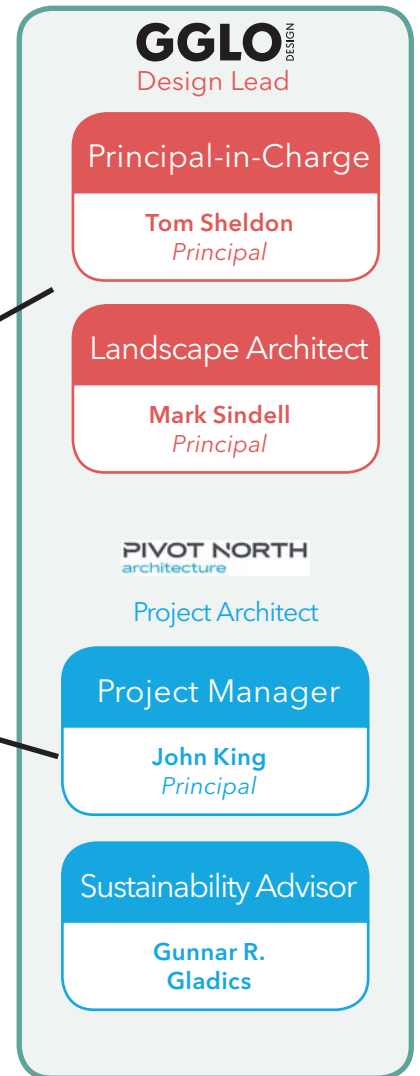 GGLO DESIGN
Design Lead
Principal-in-Charge
Tom Sheldon
Principal
Landscape Architect
Mark Sindell
Principal
PIVOT NORTH
architecture
Project Architect
Project Manager
John King
Principal
Sustainability Advisor
Gunnar R.
Gladics